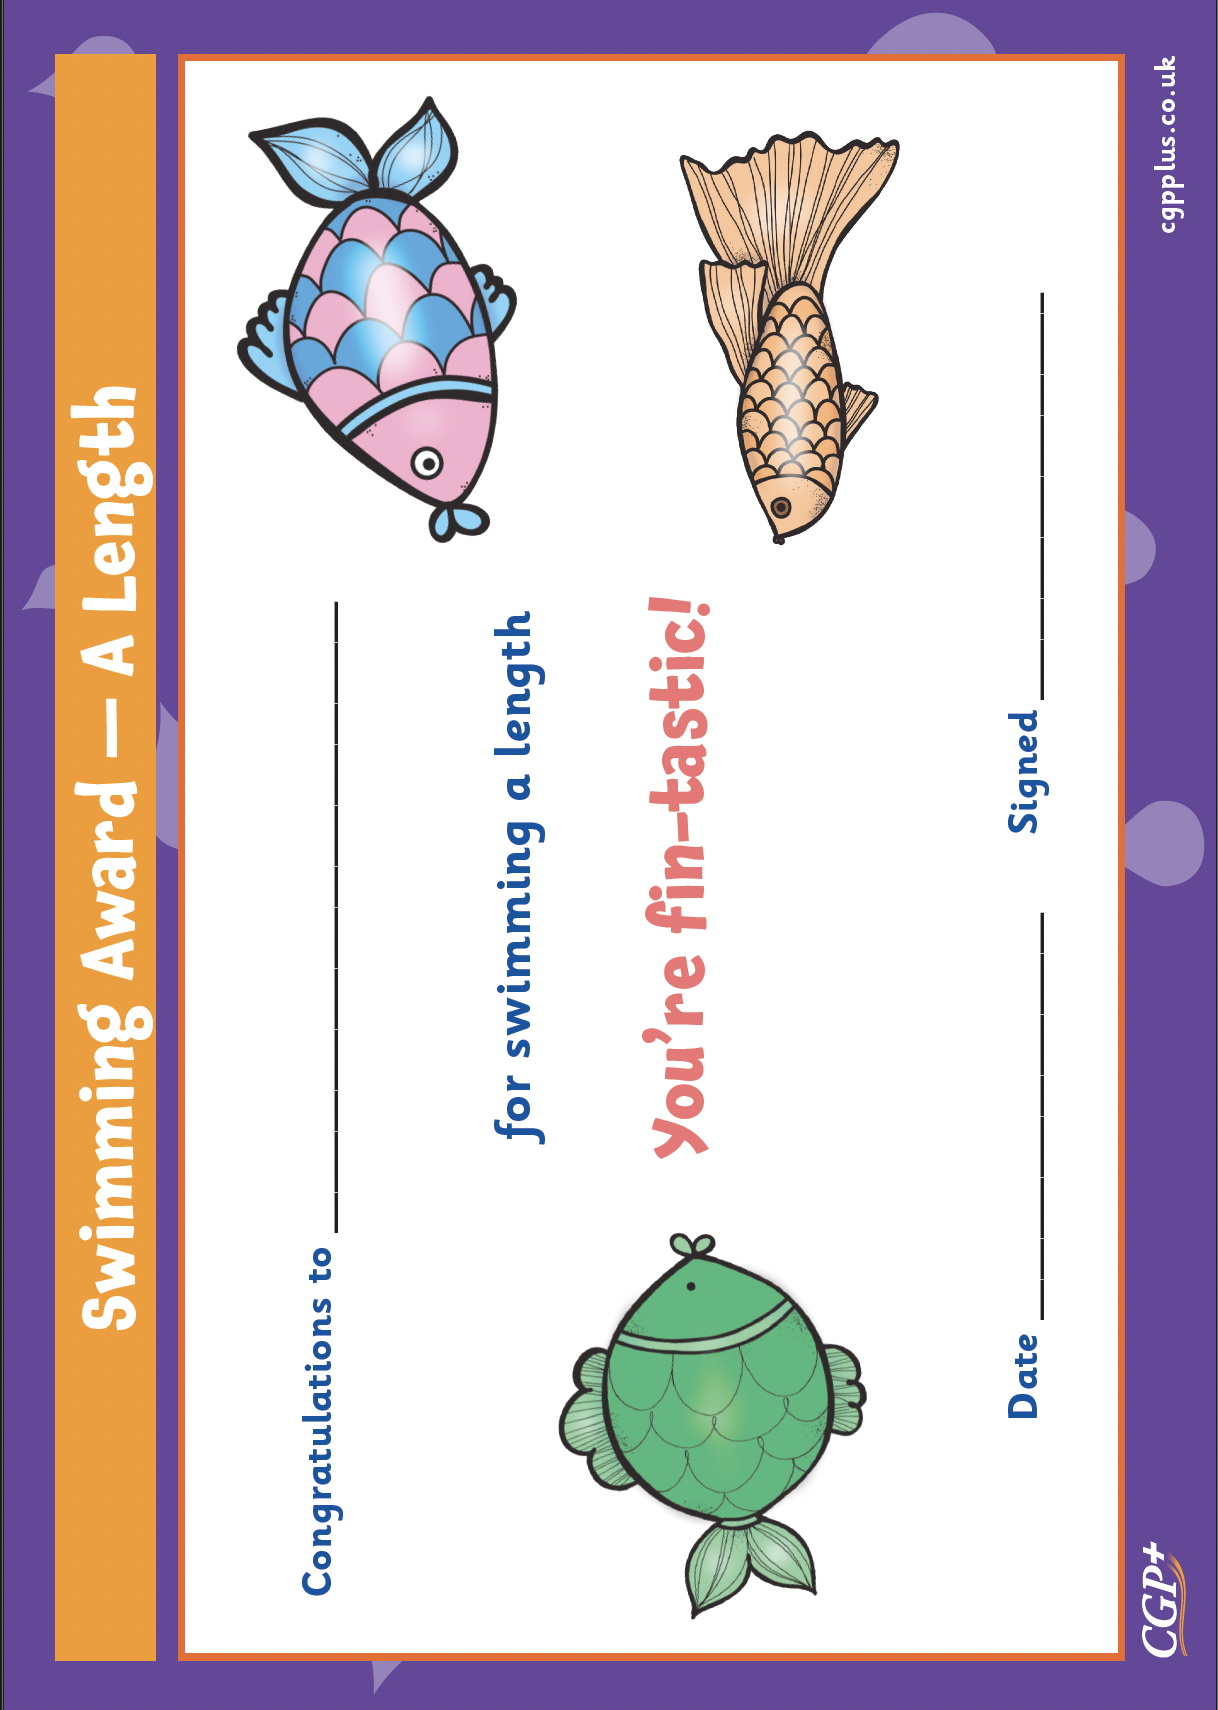 Swimming Award — A Length
Congratulations to
for swimming a length
You're fin-tastic!
Date
Signed
CGP+
cgpplus.co.uk